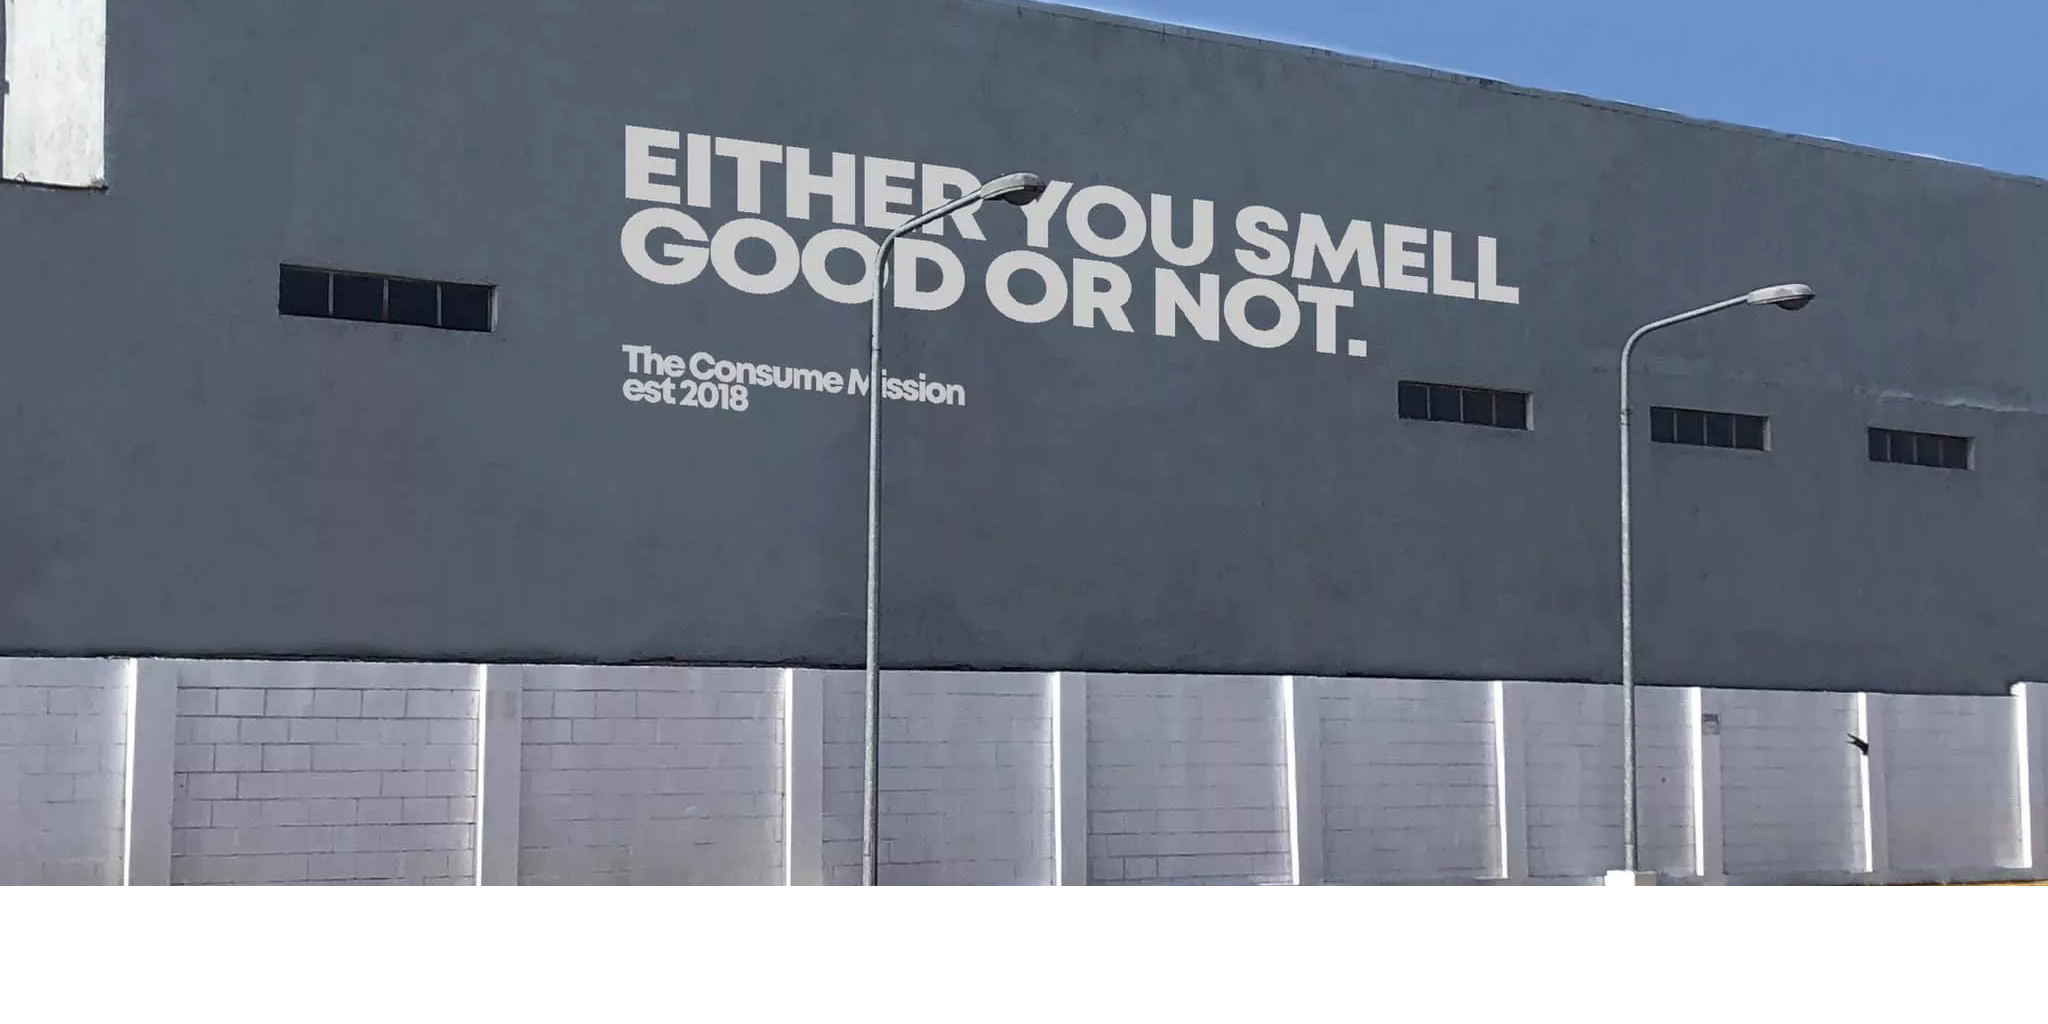 EITHER YOU SMELL
GOOD OR NOT.
The Consume Mission
est 2018